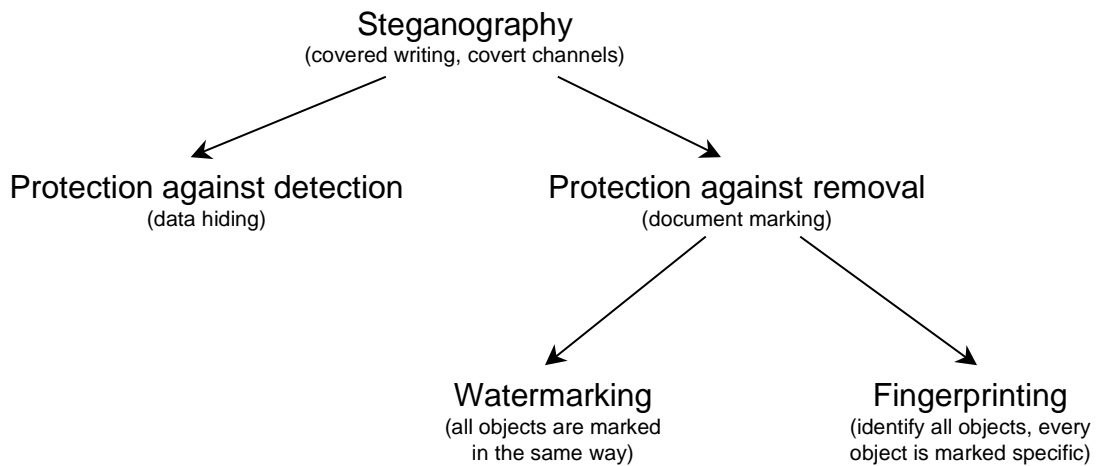 Steganography
(covered writing, covert channels)
Protection against detection
(data hiding)
Protection against removal
(document marking)
Watermarking
(all objects are marked
in the same way)
Fingerprinting
(identify all objects, every
object is marked specific)